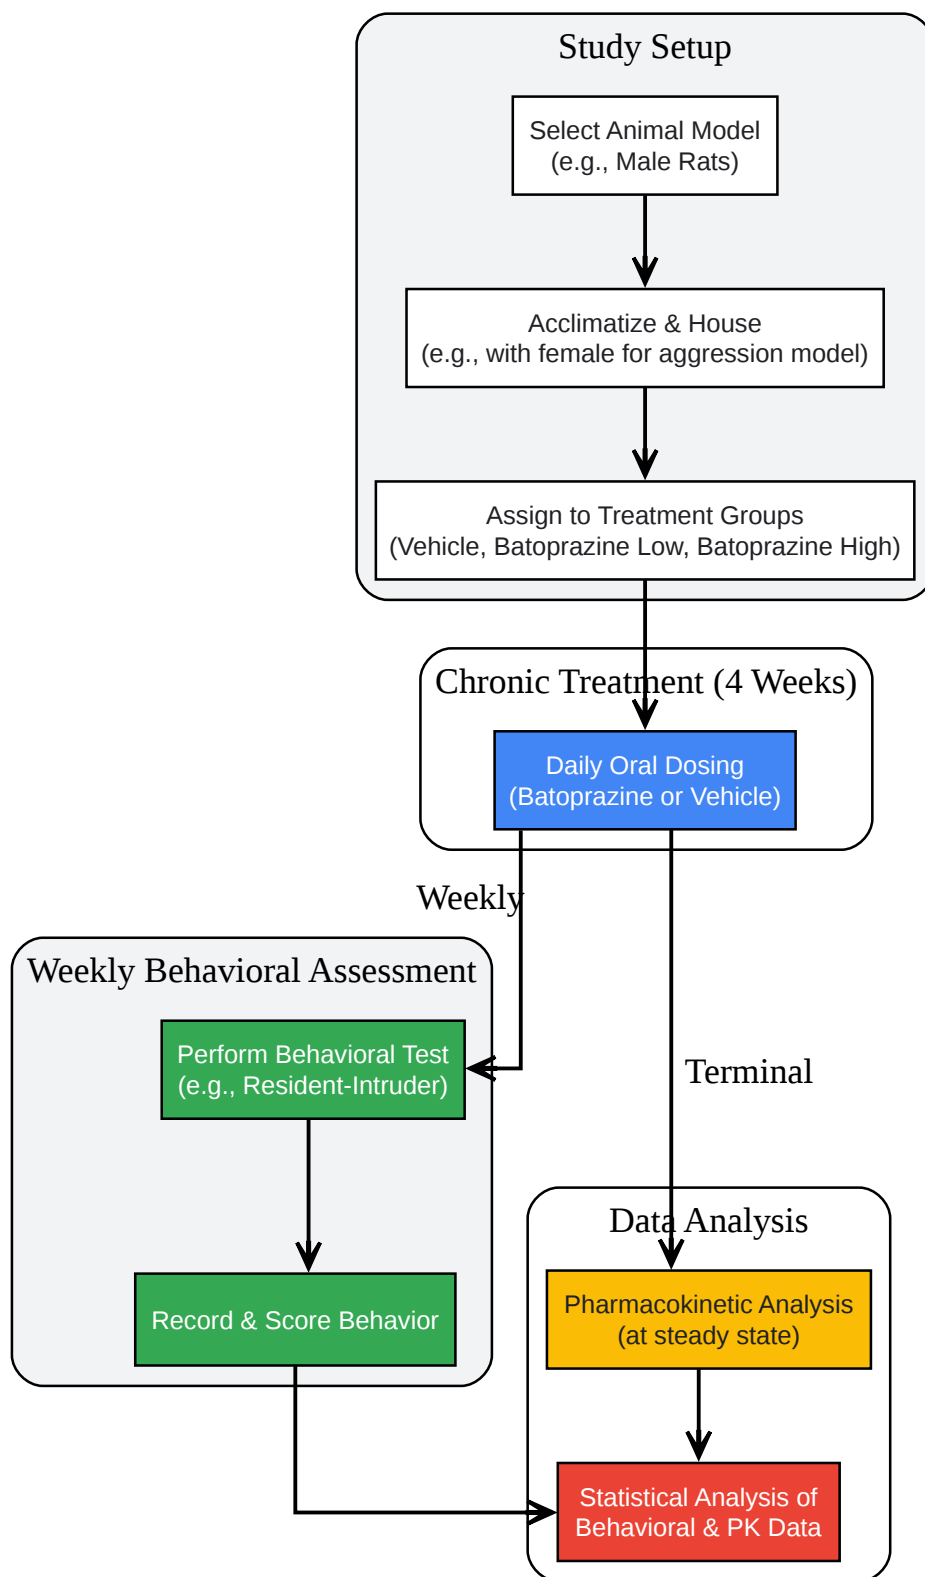 Study Setup
Select Animal Model
(e.g., Male Rats)
Acclimatize & House
(e.g., with female for aggression model)
Assign to Treatment Groups
(Vehicle, Batoprazine Low, Batoprazine High)
Chronic Treatment (4 Weeks)
Daily Oral Dosing
(Batoprazine or Vehicle)
Weekly
Weekly Behavioral Assessment
Perform Behavioral Test
(e.g., Resident-Intruder)
Terminal
Record & Score Behavior
Data Analysis
Pharmacokinetic Analysis
(at steady state)
Statistical Analysis of
Behavioral & PK Data